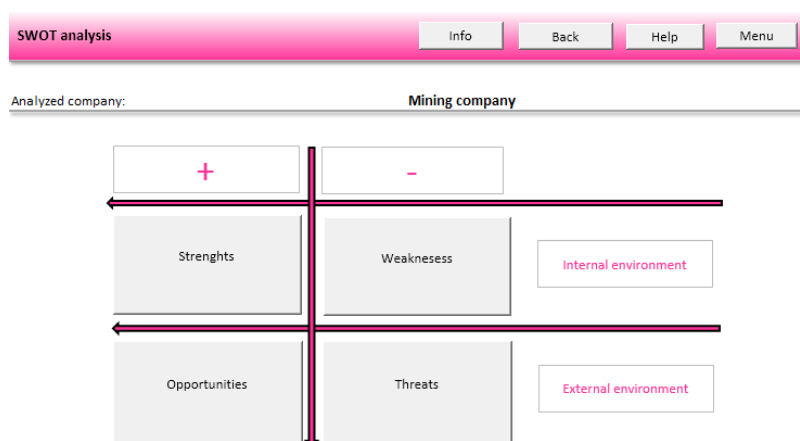 SWOT analysis Info Back Help Menu
Analyzed company: Mining company
+ -
Strenghts Weaknesess Internal environment
Opportunities Threats External environment